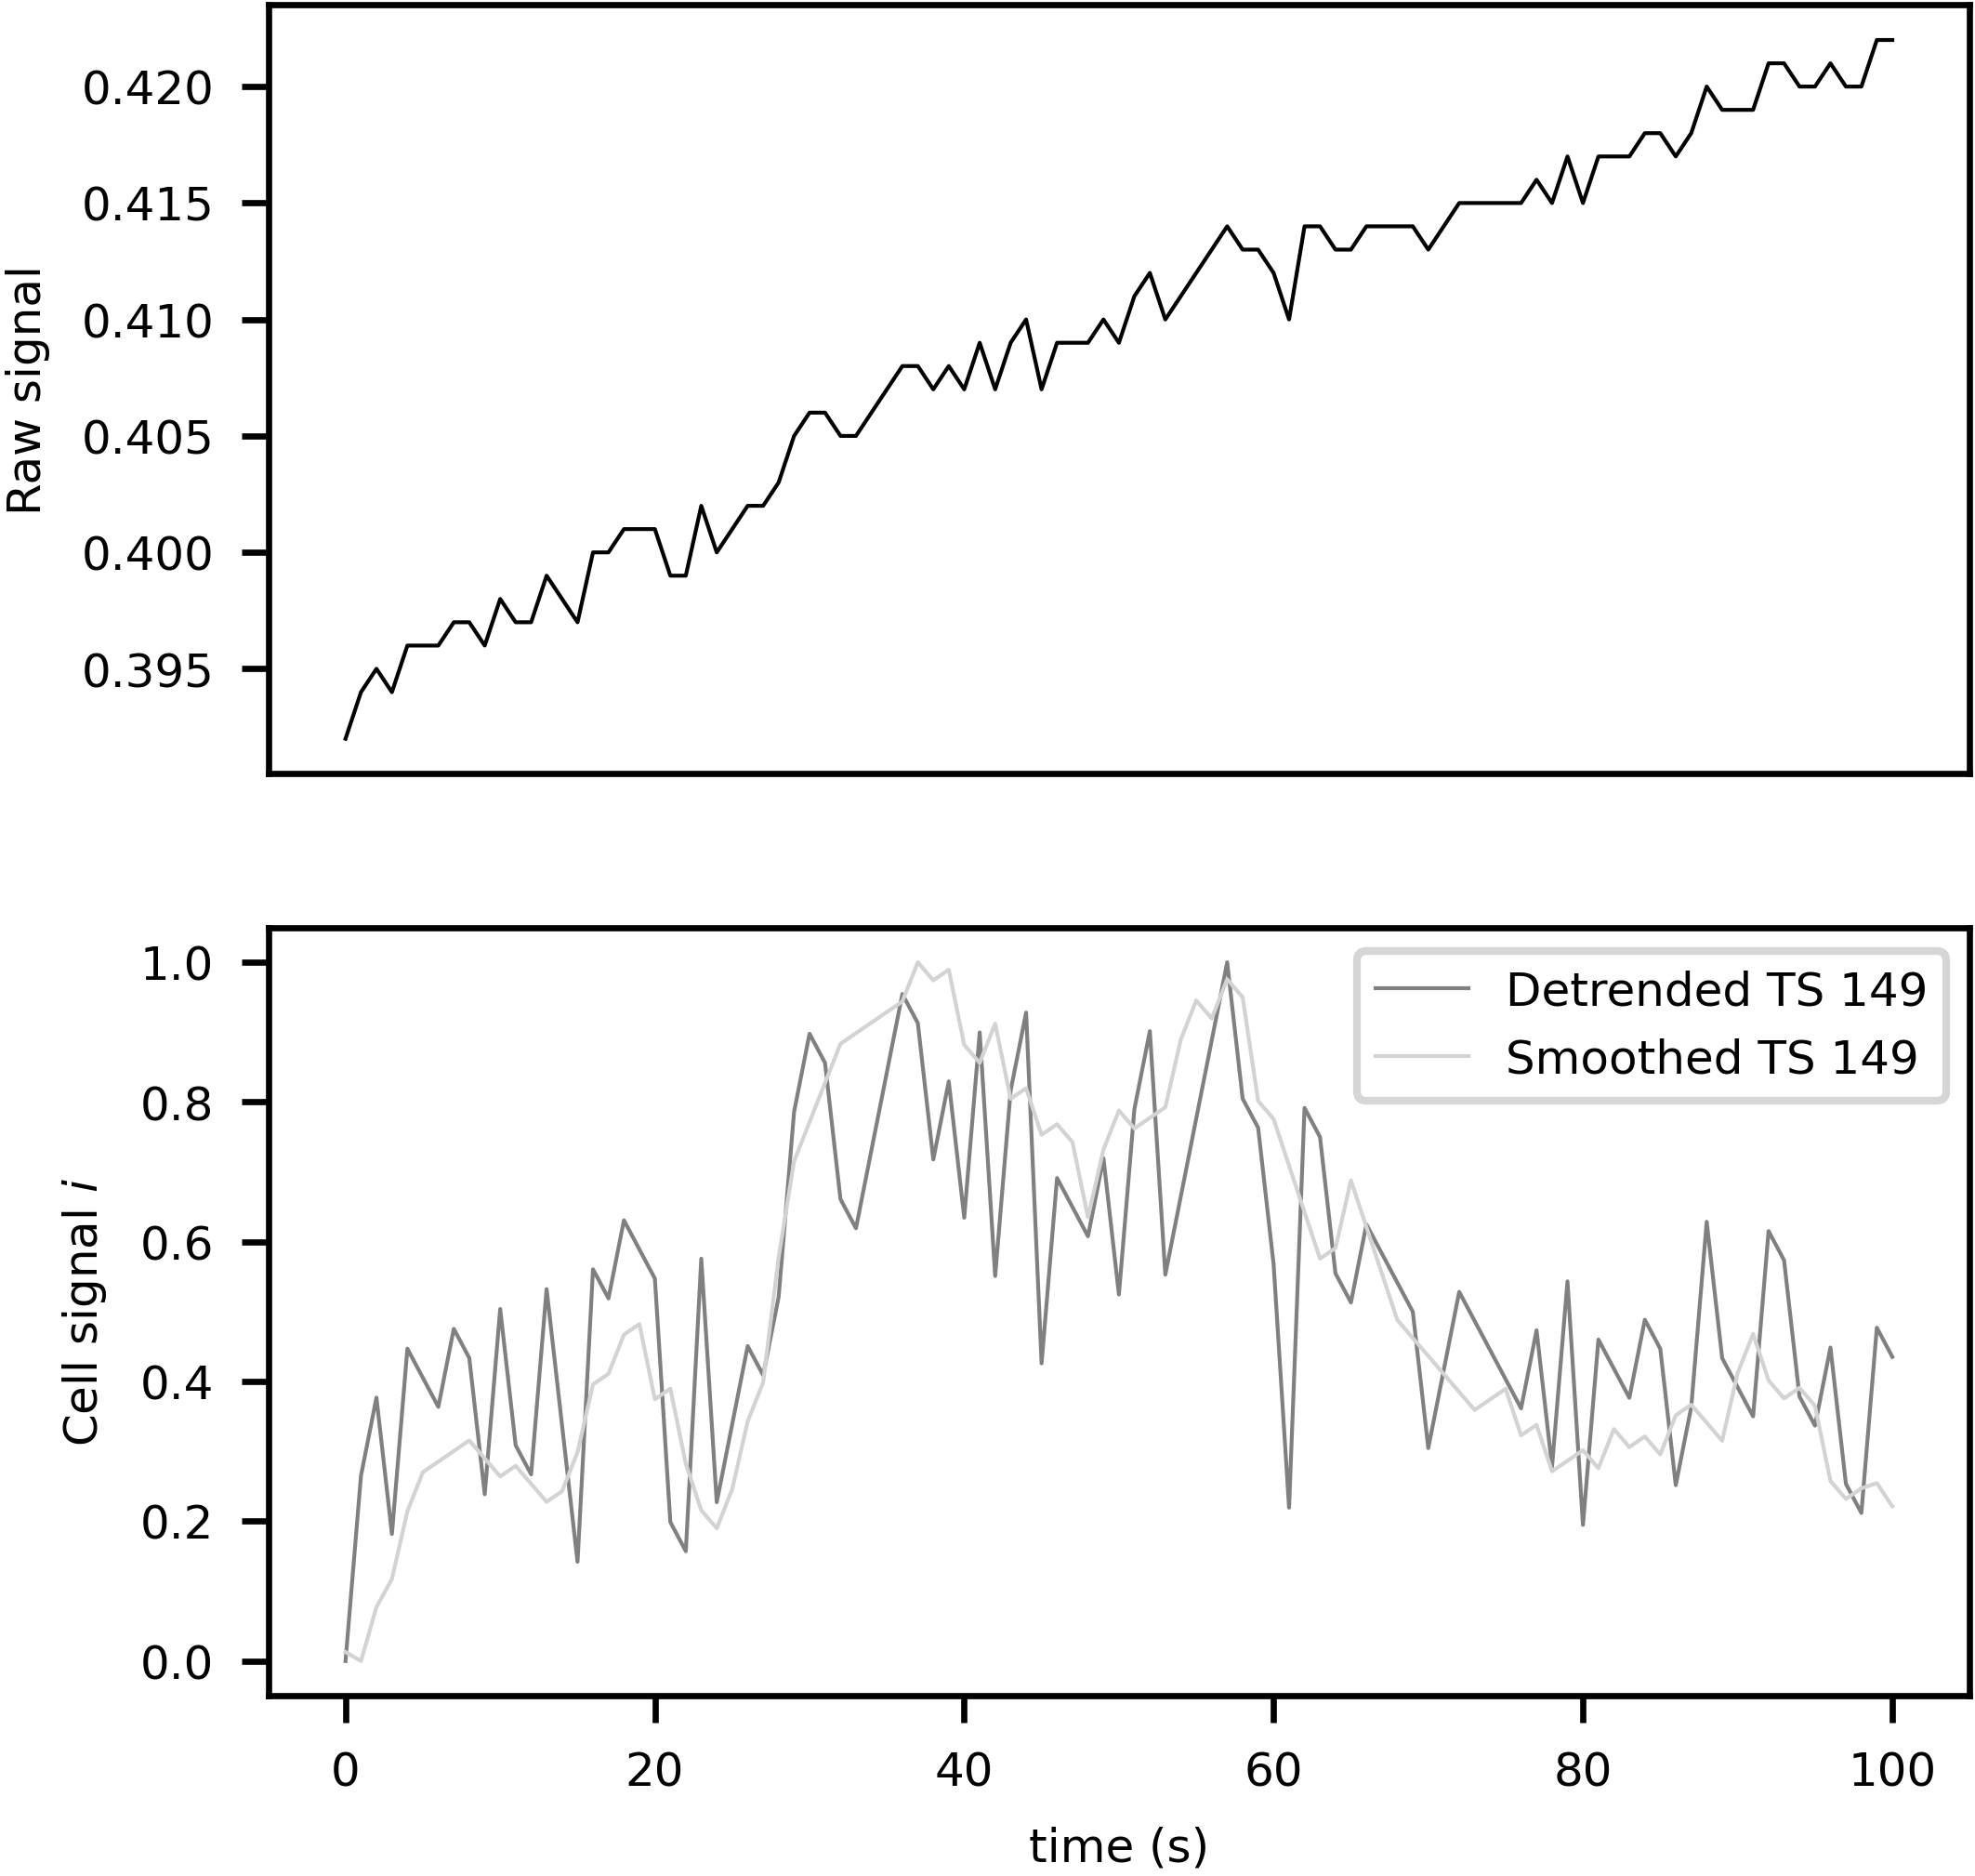 Raw signal
0.420
0.415
0.410
0.405
0.400
0.395
Cell signal i
1.0
0.8
0.6
0.4
0.2
0.0
Detrended TS 149
Smoothed TS 149
0 20 40 60 80 100
time (s)